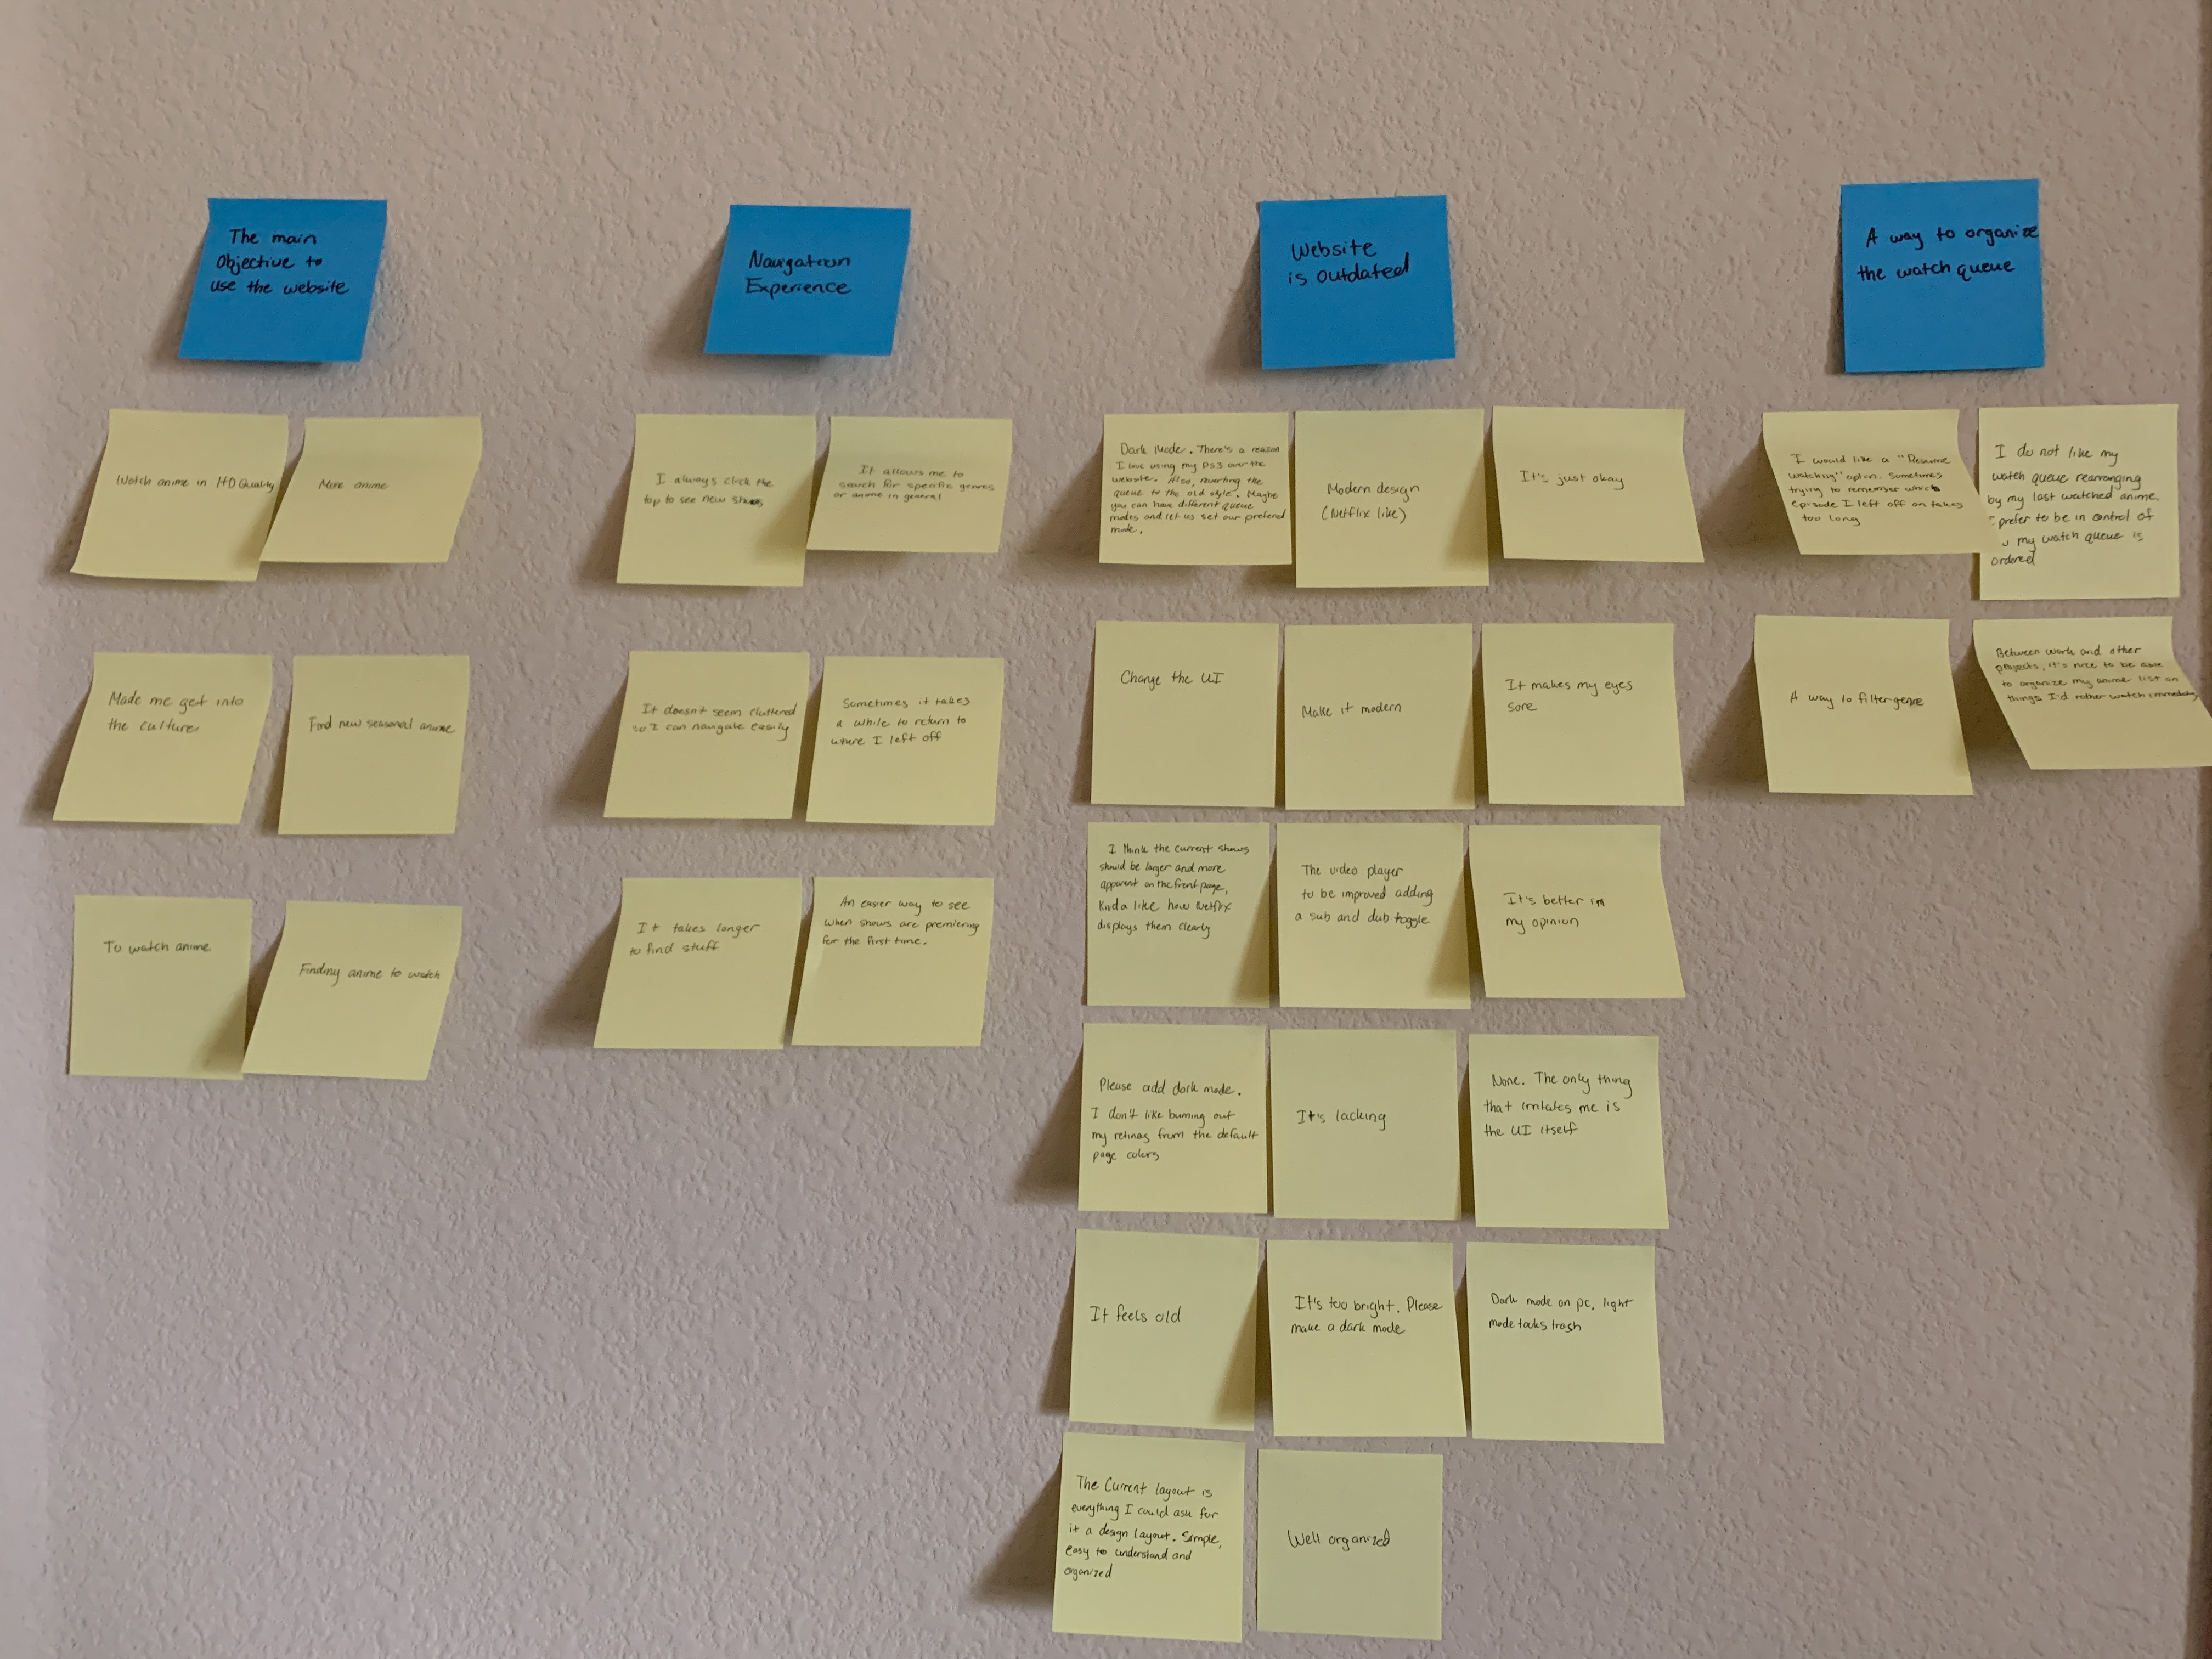 The main
Objective to
use the website
Watch anime in HD Quality
More anime
Made me get into
the culture
Find new seasonal anime
To watch anime
Finding anime to watch
Navigation
Experience
I always click the
top to see new shows
It allows me to
search for specific genres
or anime in general
It doesn't seem cluttered
so I can navigate easily
Sometimes it takes
a while to return to
where I left off
It takes longer
to find stuff
An easier way to see
when shows are premiering
for the first time.
Website
is outdated
Dark Mode. There's a reason
I love using my PS3 over the
website. Also, reverting the
queue to the old style. Maybe
you can have different queue
modes and let us set our prefered
mode.
Modern design
(Netflix like)
It's just okay
Change the UI
Make it modern
It makes my eyes
sore
I think the current shows
should be larger and more
apparent on the front page,
Kinda like how Netflix
displays them clearly
The video player
to be improved adding
a sub and dub toggle
It's better in
my opinion
Please add dark mode.
I don't like burning out
my retinas from the default
page colors
It's lacking
None. The only thing
that irritates me is
the UI itself
It feels old
It's too bright. Please
make a dark mode
Dark mode on pc, light
mode looks trash
The Current layout is
everything I could ask for
it a design layout. Simple,
easy to understand and
organized
Well organized
A way to organize
the watch queue
I would like a "Resume
watching" option. Sometimes
trying to remember which
episode I left off on takes
too long
I do not like my
watch queue rearranging
by my last watched anime.
prefer to be in control of
my watch queue is
ordered
A way to filter genre
Between work and other
projects, it's nice to be able
to organize my anime list on
things I'd rather watch immediately